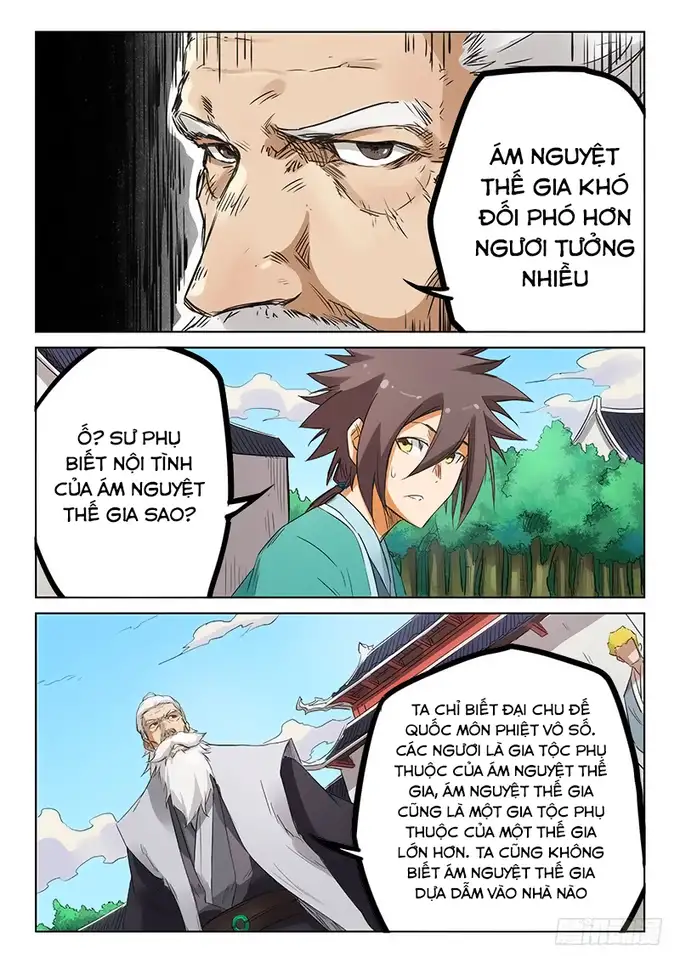 ÁM NGUYỆT
THẾ GIA KHÓ
ĐỐI PHÓ HƠN
NGƯƠI TƯỞNG
NHIỀU
Ồ? SƯ PHỤ
BIẾT NỘI TÌNH
CỦA ÁM NGUYỆT
THẾ GIA SAO?
TA CHỈ BIẾT ĐẠI CHU ĐẾ
QUỐC MÔN PHIỆT VÔ SỐ.
CÁC NGƯƠI LÀ GIA TỘC PHỤ
THUỘC CỦA ÁM NGUYỆT THẾ
GIA, ÁM NGUYỆT THẾ GIA
CŨNG LÀ MỘT GIA TỘC PHỤ
THUỘC CỦA MỘT THẾ GIA
LỚN HƠN. TA CŨNG KHÔNG
BIẾT ÁM NGUYỆT THẾ GIA
DỰA DẪM VÀO NHÀ NÀO